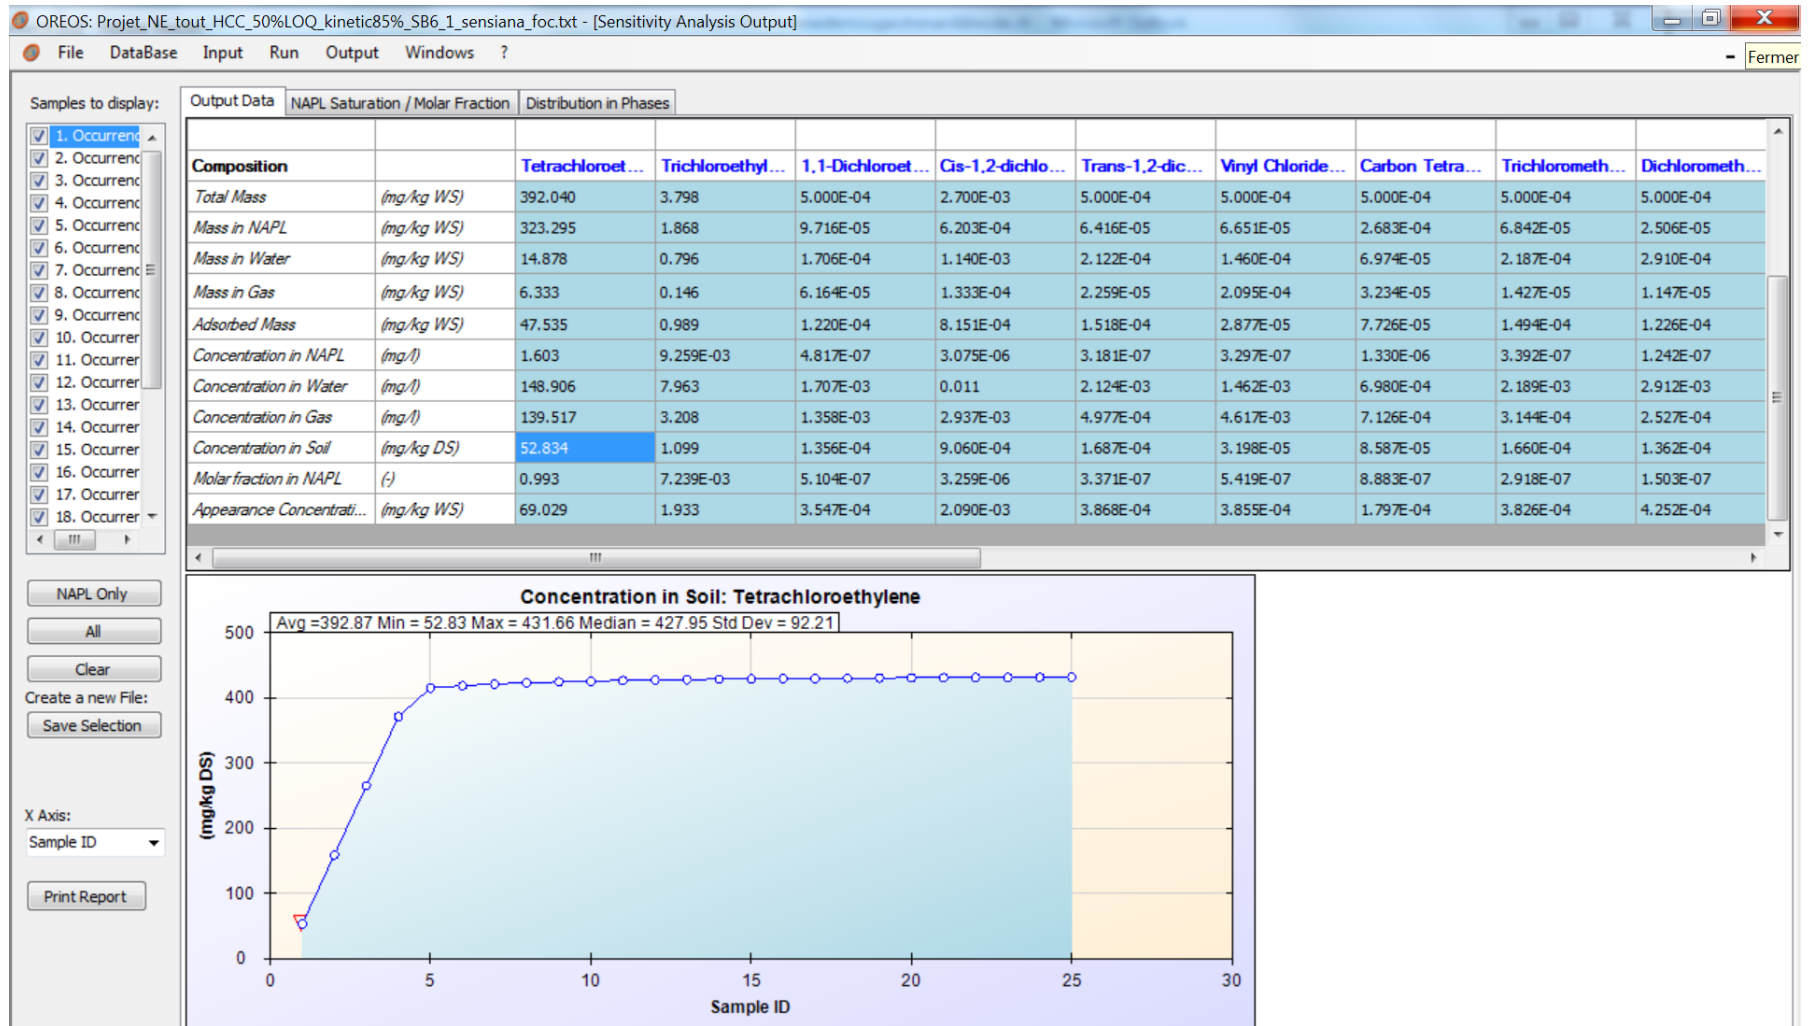 OREOS: Projet_NE_tout_HCC_50%LOQ_kinetic85%_SB6_1_sensiana_foc.txt - [Sensitivity Analysis Output]
File DataBase Input Run Output Windows ?
Fermer
Samples to display:
1. Occurrenc
2. Occurrenc
3. Occurrenc
4. Occurrenc
5. Occurrenc
6. Occurrenc
7. Occurrenc
8. Occurrenc
9. Occurrenc
10. Occurrer
11. Occurrer
12. Occurrer
13. Occurrer
14. Occurrer
15. Occurrer
16. Occurrer
17. Occurrer
18. Occurrer
NAPL Only
All
Clear
Create a new File:
Save Selection
X Axis:
Sample ID
Print Report
Output Data NAPL Saturation / Molar Fraction Distribution in Phases
Composition Tetrachloroet... Trichloroethyl... 1,1-Dichloroet... Cis-1,2-dichlo... Trans-1,2-dic... Vinyl Chloride... Carbon Tetra... Trichlorometh... Dichlorometh...
Total Mass (mg/kg WS) 392.040 3.798 5.000E-04 2.700E-03 5.000E-04 5.000E-04 5.000E-04 5.000E-04 5.000E-04
Mass in NAPL (mg/kg WS) 323.295 1.868 9.716E-05 6.203E-04 6.416E-05 6.651E-05 2.683E-04 6.842E-05 2.506E-05
Mass in Water (mg/kg WS) 14.878 0.796 1.706E-04 1.140E-03 2.122E-04 1.460E-04 6.974E-05 2.187E-04 2.910E-04
Mass in Gas (mg/kg WS) 6.333 0.146 6.164E-05 1.333E-04 2.259E-05 2.095E-04 3.234E-05 1.427E-05 1.147E-05
Adsorbed Mass (mg/kg WS) 47.535 0.989 1.220E-04 8.151E-04 1.518E-04 2.877E-05 7.726E-05 1.494E-04 1.226E-04
Concentration in NAPL (mg/l) 1.603 9.259E-03 4.817E-07 3.075E-06 3.181E-07 3.297E-07 1.330E-06 3.392E-07 1.242E-07
Concentration in Water (mg/l) 148.906 7.963 1.707E-03 0.011 2.124E-03 1.462E-03 6.980E-04 2.189E-03 2.912E-03
Concentration in Gas (mg/l) 139.517 3.208 1.358E-03 2.937E-03 4.977E-04 4.617E-03 7.126E-04 3.144E-04 2.527E-04
Concentration in Soil (mg/kg DS) 52.834 1.099 1.356E-04 9.060E-04 1.687E-04 3.198E-05 8.587E-05 1.660E-04 1.362E-04
Molar fraction in NAPL (-) 0.993 7.239E-03 5.104E-07 3.259E-06 3.371E-07 5.419E-07 8.883E-07 2.918E-07 1.503E-07
Appearance Concentrati... (mg/kg WS) 69.029 1.933 3.547E-04 2.090E-03 3.868E-04 3.855E-04 1.797E-04 3.826E-04 4.252E-04
Concentration in Soil: Tetrachloroethylene
Avg =392.87 Min = 52.83 Max = 431.66 Median = 427.95 Std Dev = 92.21
500
400
300
200
100
0
(mg/kg DS)
0 5 10 15 20 25 30
Sample ID